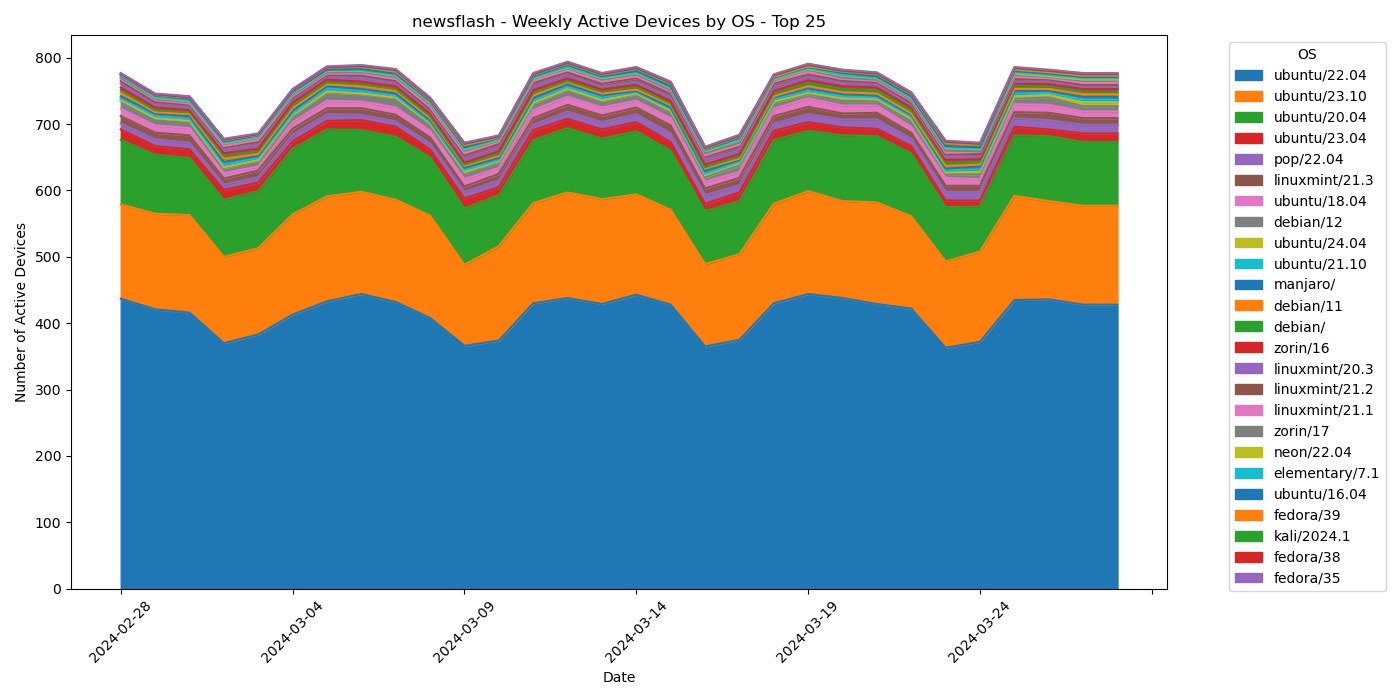 newsflash - Weekly Active Devices by OS - Top 25
Number of Active Devices
800
700
600
500
400
300
200
100
0
2024-02-28
2024-03-04
2024-03-09
2024-03-14
2024-03-19
2024-03-24
Date
OS
ubuntu/22.04
ubuntu/23.10
ubuntu/20.04
ubuntu/23.04
pop/22.04
linuxmint/21.3
ubuntu/18.04
debian/12
ubuntu/24.04
ubuntu/21.10
manjaro/
debian/11
debian/
zorin/16
linuxmint/20.3
linuxmint/21.2
linuxmint/21.1
zorin/17
neon/22.04
elementary/7.1
ubuntu/16.04
fedora/39
kali/2024.1
fedora/38
fedora/35